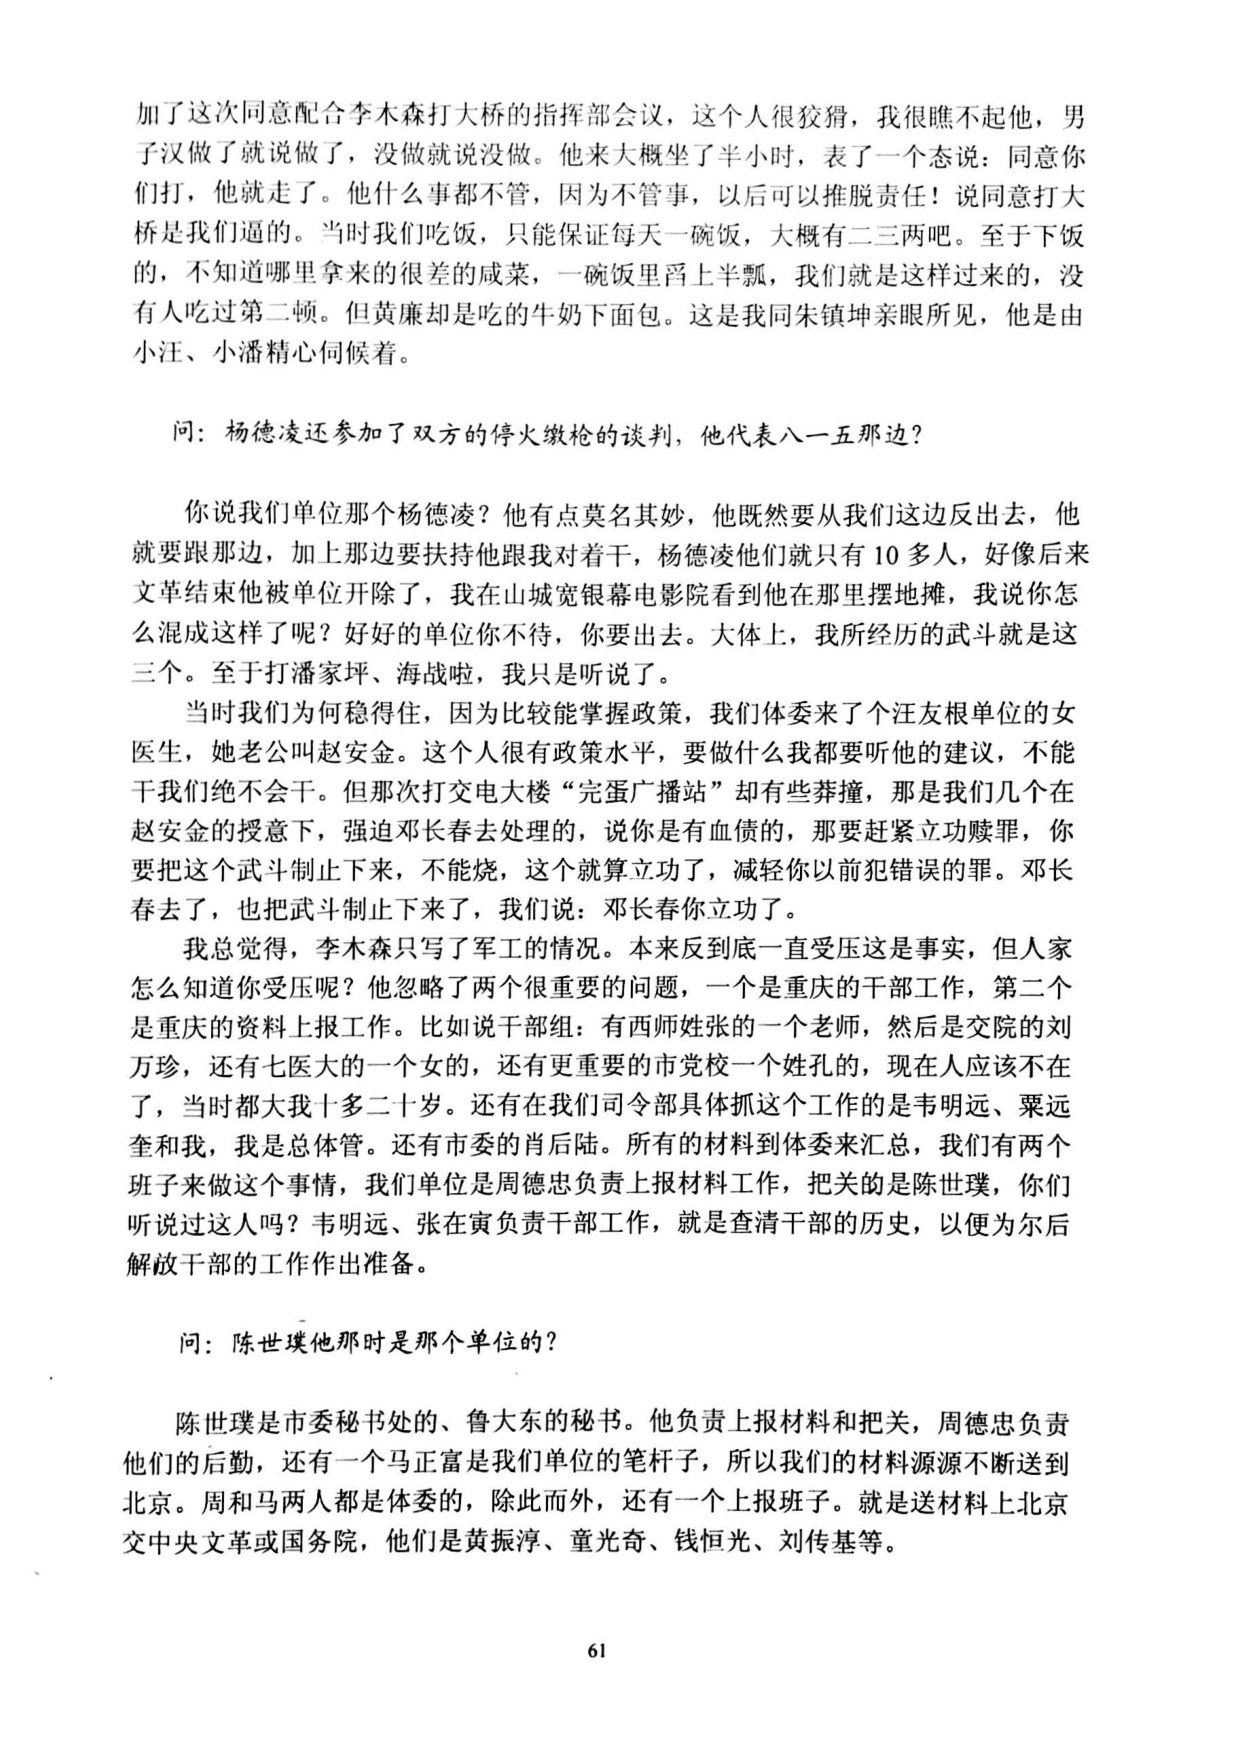 加了这次同意配合李木森打大桥的指挥部会议，这个人很狡猾，我很瞧不起他，男
子汉做了就说做了，没做就说没做。他来大概坐了半小时，表了一个态说：同意你
们打，他就走了。他什么事都不管，因为不管事，以后可以推脱责任！说同意打大
桥是我们逼的。当时我们吃饭，只能保证每天一碗饭，大概有二三两吧。至于下饭
的，不知道哪里拿来的很差的咸菜，一碗饭里舀上半瓢，我们就是这样过来的，没
有人吃过第二顿。但黄廉却是吃的牛奶下面包。这是我同朱镇坤亲眼所见，他是由
小汪、小潘精心伺候着。
问：杨德凌还参加了双方的停火缴枪的谈判，他代表八一五那边？
你说我们单位那个杨德凌？他有点莫名其妙，他既然要从我们这边反出去，他
就要跟那边，加上那边要扶持他跟我对着干，杨德凌他们就只有 10 多人，好像后来
文革结束他被单位开除了，我在山城宽银幕电影院看到他在那里摆地摊，我说你怎
么混成这样了呢？好好的单位你不待，你要出去。大体上，我所经历的武斗就是这
三个。至于打潘家坪、海战啦，我只是听说了。
当时我们为何稳得住，因为比较能掌握政策，我们体委来了个汪友根单位的女
医生，她老公叫赵安金。这个人很有政策水平，要做什么我都要听他的建议，不能
干我们绝不会干。但那次打交电大楼“完蛋广播站”却有些莽撞，那是我们几个在
赵安金的授意下，强迫邓长春去处理的，说你是有血债的，那要赶紧立功赎罪，你
要把这个武斗制止下来，不能烧，这个就算立功了，减轻你以前犯错误的罪。邓长
春去了，也把武斗制止下来了，我们说：邓长春你立功了。
我总觉得，李木森只写了军工的情况。本来反到底一直受压这是事实，但人家
怎么知道你受压呢？他忽略了两个很重要的问题，一个是重庆的干部工作，第二个
是重庆的资料上报工作。比如说干部组：有西师姓张的一个老师，然后是交院的刘
万珍，还有七医大的一个女的，还有更重要的市党校一个姓孔的，现在人应该不在
了，当时都大我十多二十岁。还有在我们司令部具体抓这个工作的是韦明远、粟远
奎和我，我是总体管。还有市委的肖后陆。所有的材料到体委来汇总，我们有两个
班子来做这个事情，我们单位是周德忠负责上报材料工作，把关的是陈世璞，你们
听说过这人吗？韦明远、张在寅负责干部工作，就是查清干部的历史，以便为尔后
解放干部的工作作出准备。
问：陈世璞他那时是那个单位的？
陈世璞是市委秘书处的、鲁大东的秘书。他负责上报材料和把关，周德忠负责
他们的后勤，还有一个马正富是我们单位的笔杆子，所以我们的材料源源不断送到
北京。周和马两人都是体委的，除此而外，还有一个上报班子。就是送材料上北京
交中央文革或国务院，他们是黄振淳、童光奇、钱恒光、刘传基等。
61